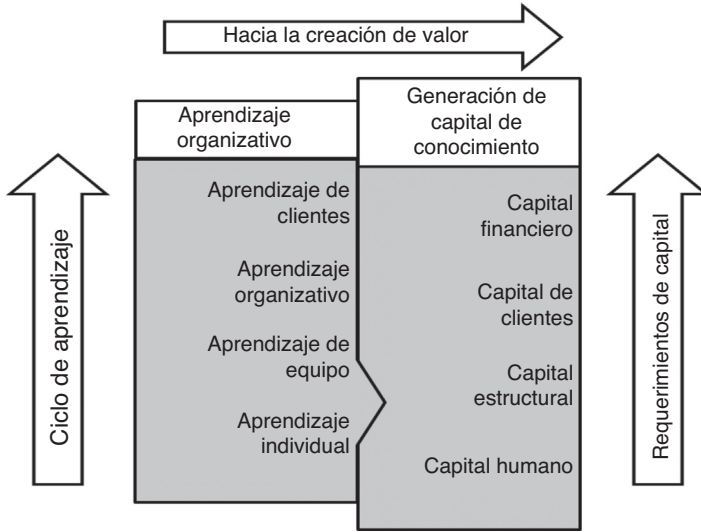 Hacia la creación de valor
Aprendizaje
organizativo
Generación de
capital de
conocimiento
Ciclo de aprendizaje
Aprendizaje de
clientes
Aprendizaje
organizativo
Aprendizaje de
equipo
Aprendizaje
individual
Capital
financiero
Capital de
clientes
Capital
estructural
Capital humano
Requerimientos de capital